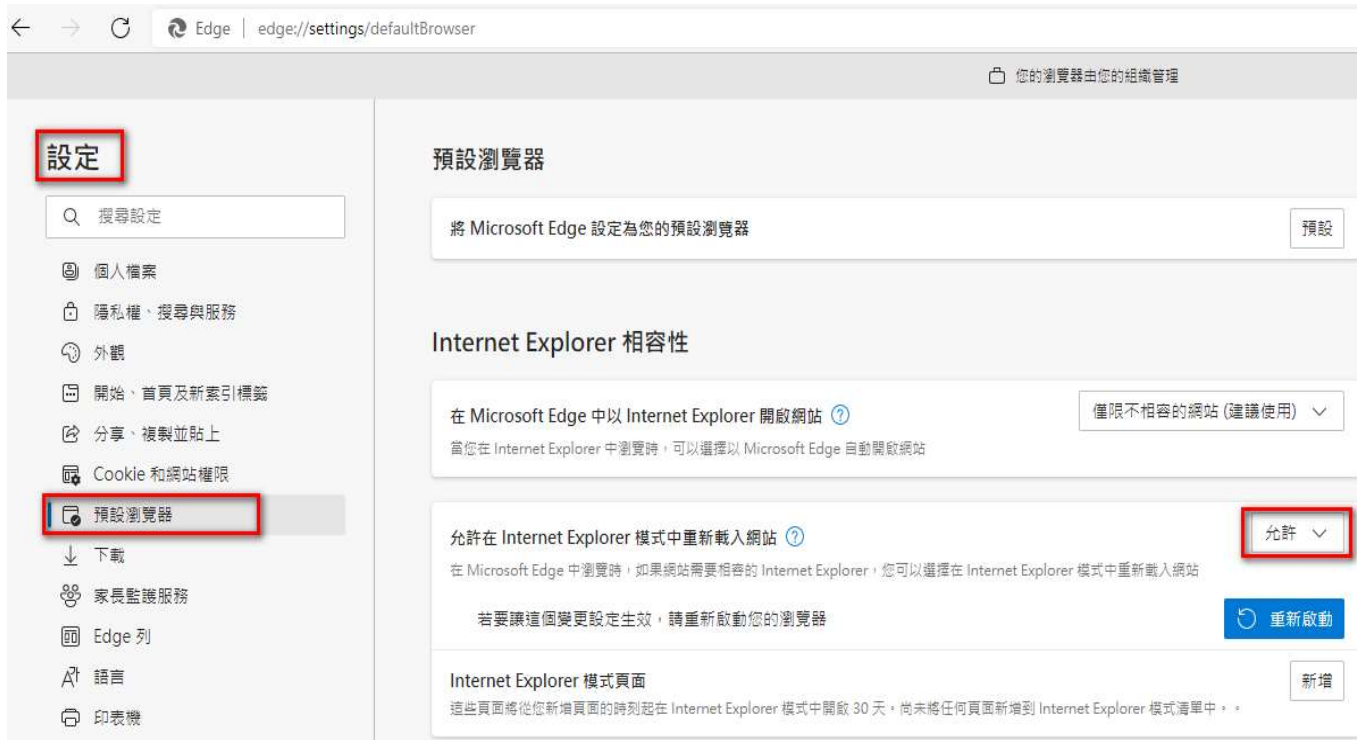 Edge | edge://settings/defaultBrowser
您的瀏覽器由您的組織管理
設定
搜尋設定
個人檔案
隱私權、搜尋與服務
外觀
開始、首頁及新索引標籤
分享、複製並貼上
Cookie 和網站權限
預設瀏覽器
下載
家長監護服務
Edge 列
語言
印表機
預設瀏覽器
將 Microsoft Edge 設定為您的預設瀏覽器
預設
Internet Explorer 相容性
在 Microsoft Edge 中以 Internet Explorer 開啟網站
僅限不相容的網站 (建議使用)
當您在 Internet Explorer 中瀏覽時，可以選擇以 Microsoft Edge 自動開啟網站
允許在 Internet Explorer 模式中重新載入網站
允許
在 Microsoft Edge 中瀏覽時，如果網站需要相容的 Internet Explorer，您可以選擇在 Internet Explorer 模式中重新載入網站
若要讓這個變更設定生效，請重新啟動您的瀏覽器
重新啟動
Internet Explorer 模式頁面
新增
這些頁面將從您新增頁面的時刻起在 Internet Explorer 模式中開啟 30 天。尚未將任何頁面新增到 Internet Explorer 模式清單中。。